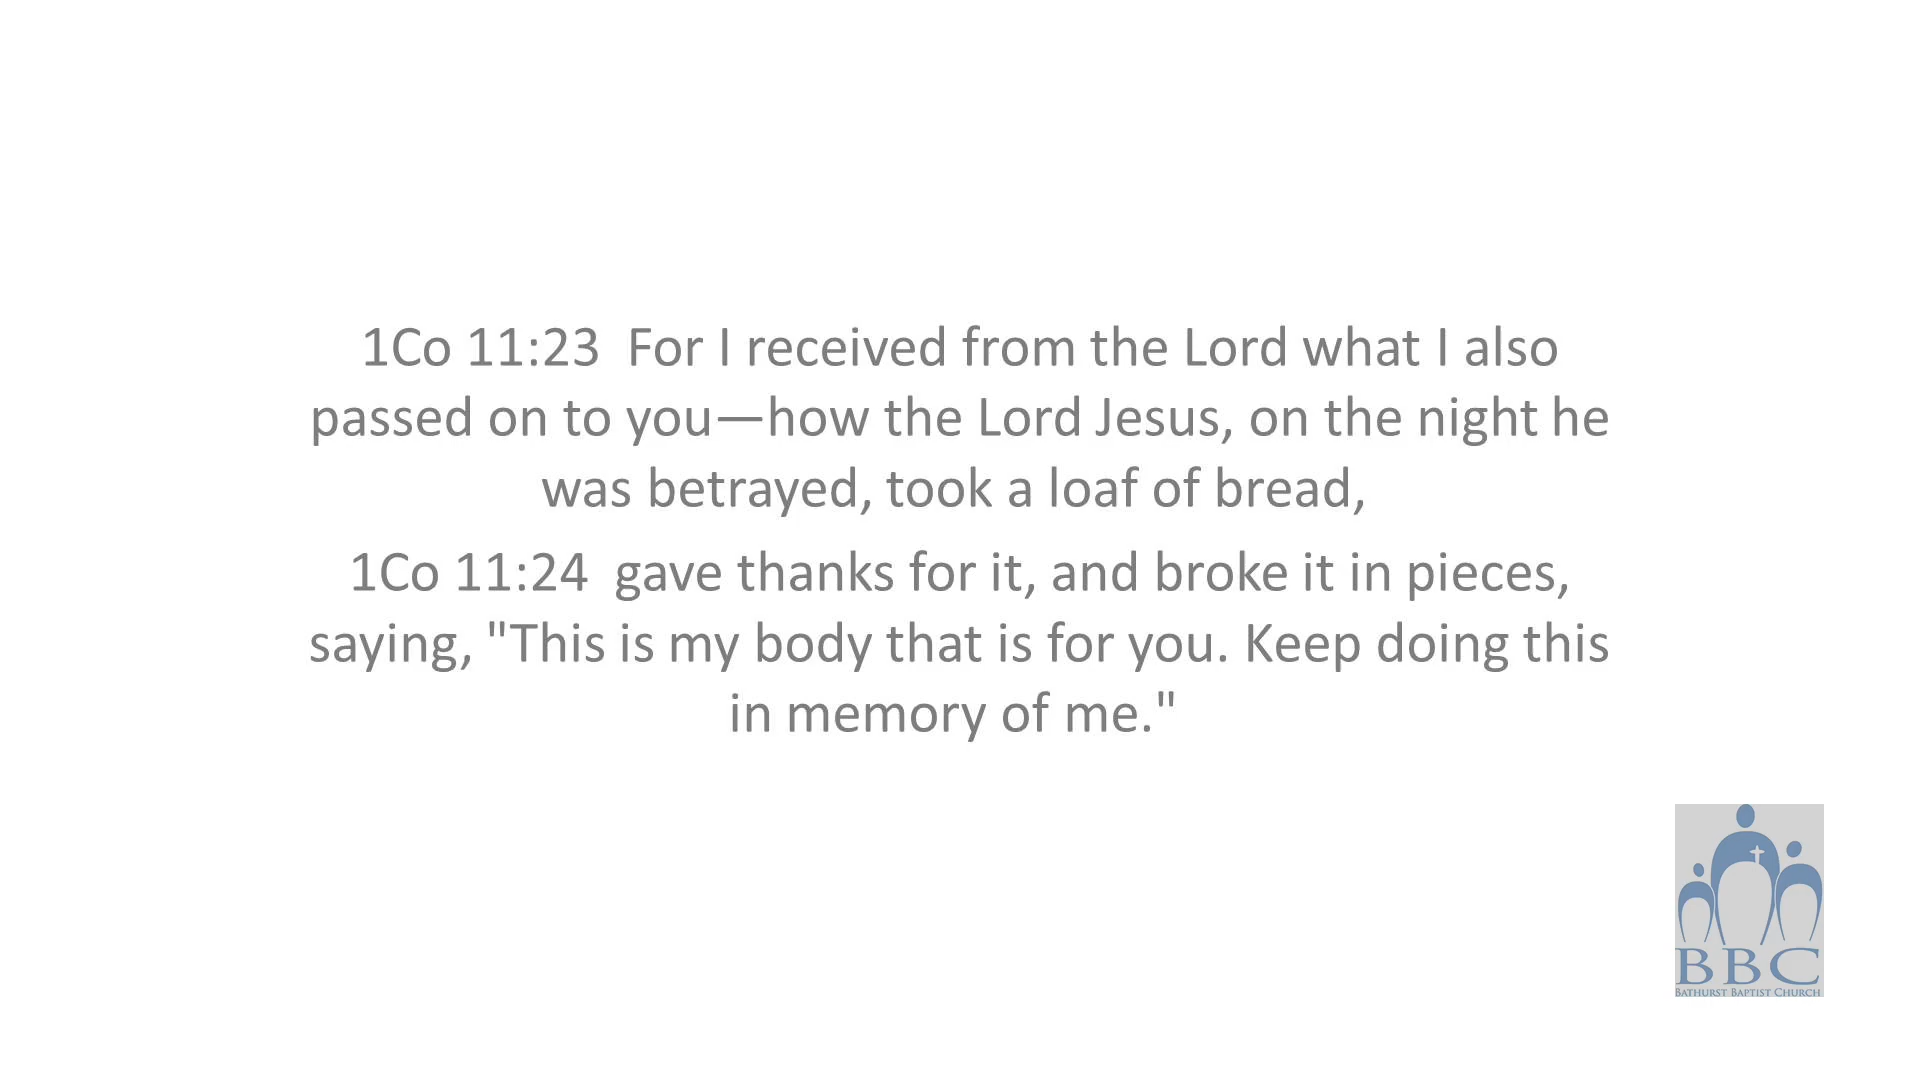 1Co 11:23  For I received from the Lord what I also
passed on to you—how the Lord Jesus, on the night he
was betrayed, took a loaf of bread,
1Co 11:24  gave thanks for it, and broke it in pieces,
saying, "This is my body that is for you. Keep doing this
in memory of me."
BBC
BATHURST BAPTIST CHURCH